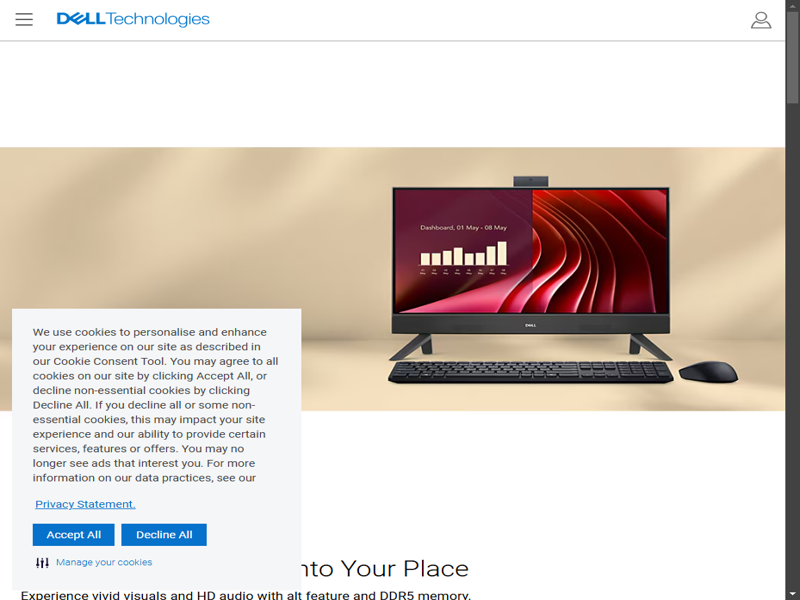 DELLTechnologies
Dashboard, 01 May - 08 May
DELL
We use cookies to personalise and enhance
your experience on our site as described in
our Cookie Consent Tool. You may agree to all
cookies on our site by clicking Accept All, or
decline non-essential cookies by clicking
Decline All. If you decline all or some non-
essential cookies, this may impact your site
experience and our ability to provide certain
services, features or offers. You may no
longer see ads that interest you. For more
information on our data practices, see our
Privacy Statement.
Accept All Decline All
Manage your cookies
nto Your Place
Experience vivid visuals and HD audio with alt feature and DDR5 memory.